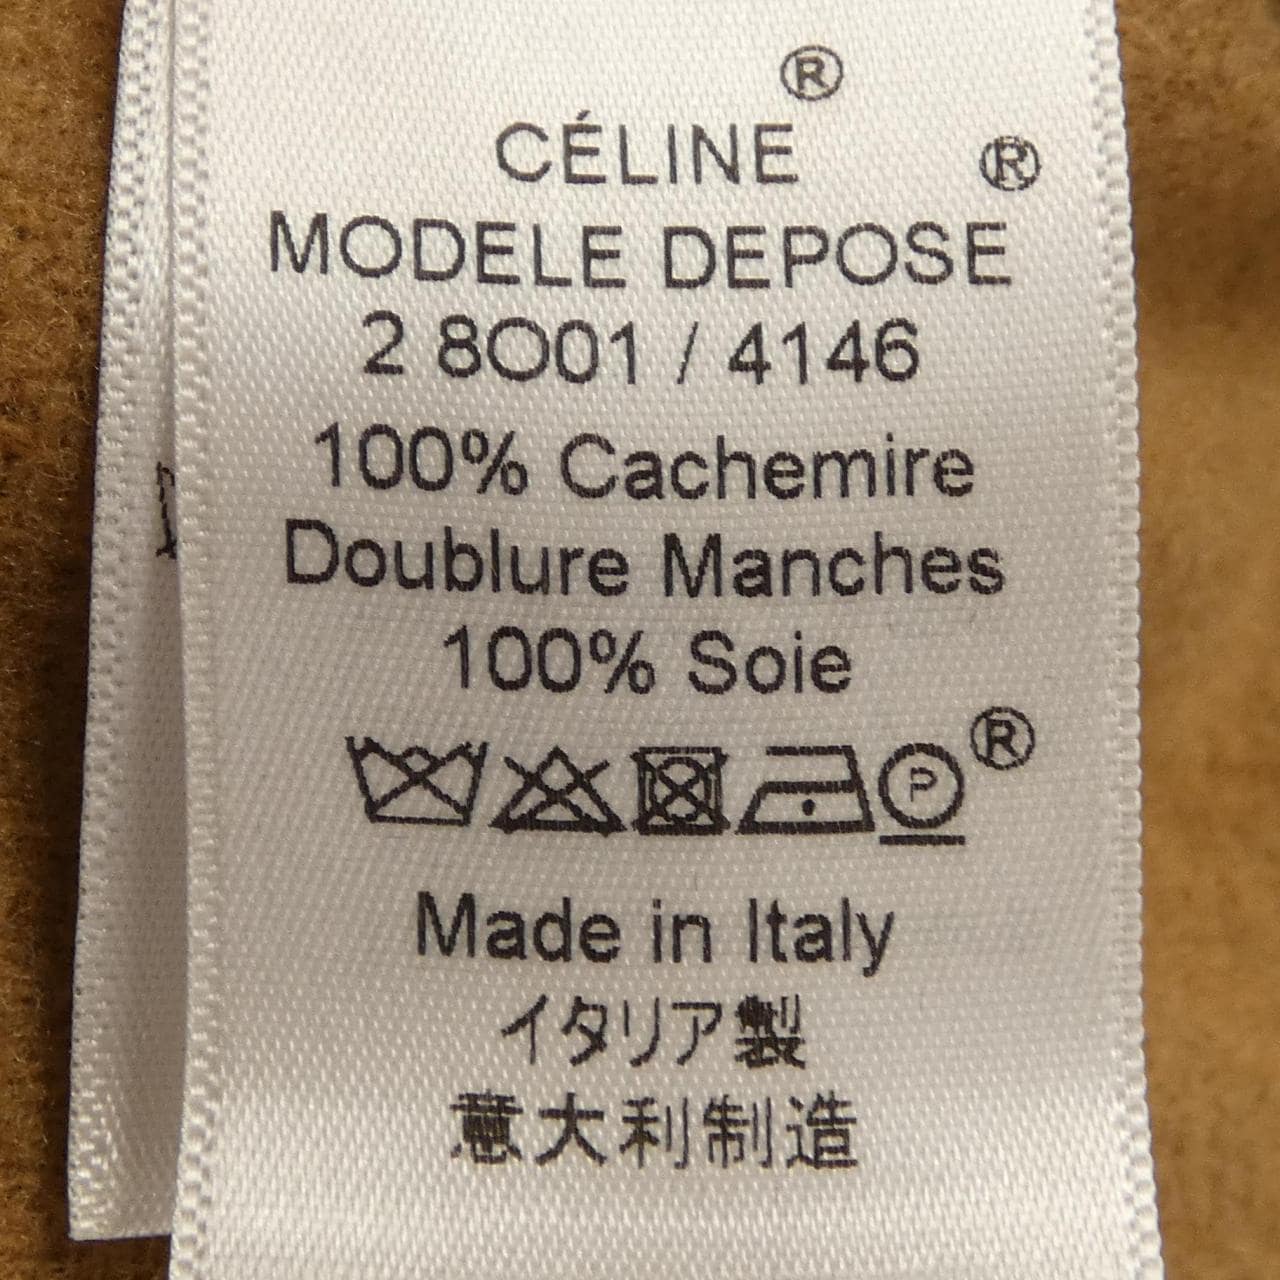 ®
CÉLINE
®
MODELE DEPOSE
2 8O01 / 4146
100% Cachemire
Doublure Manches
100% Soie
P ®
Made in Italy
イタリア製
意大利制造